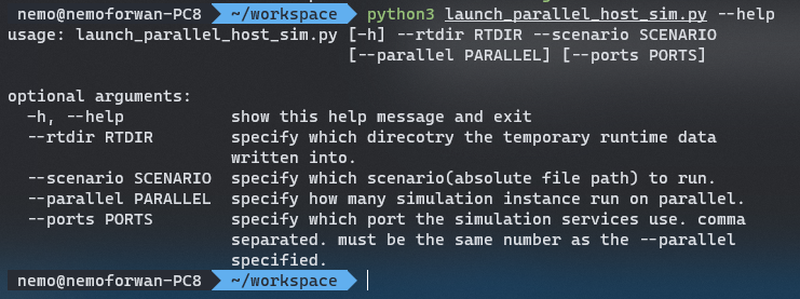 nemo@nemoforwan-PC8 ~/workspace python3 launch_parallel_host_sim.py --help
usage: launch_parallel_host_sim.py [-h] --rtdir RTDIR --scenario SCENARIO
[--parallel PARALLEL] [--ports PORTS]
optional arguments:
-h, --help show this help message and exit
--rtdir RTDIR specify which direcotry the temporary runtime data
written into.
--scenario SCENARIO specify which scenario(absolute file path) to run.
--parallel PARALLEL specify how many simulation instance run on parallel.
--ports PORTS specify which port the simulation services use. comma
separated. must be the same number as the --parallel
specified.
nemo@nemoforwan-PC8 ~/workspace